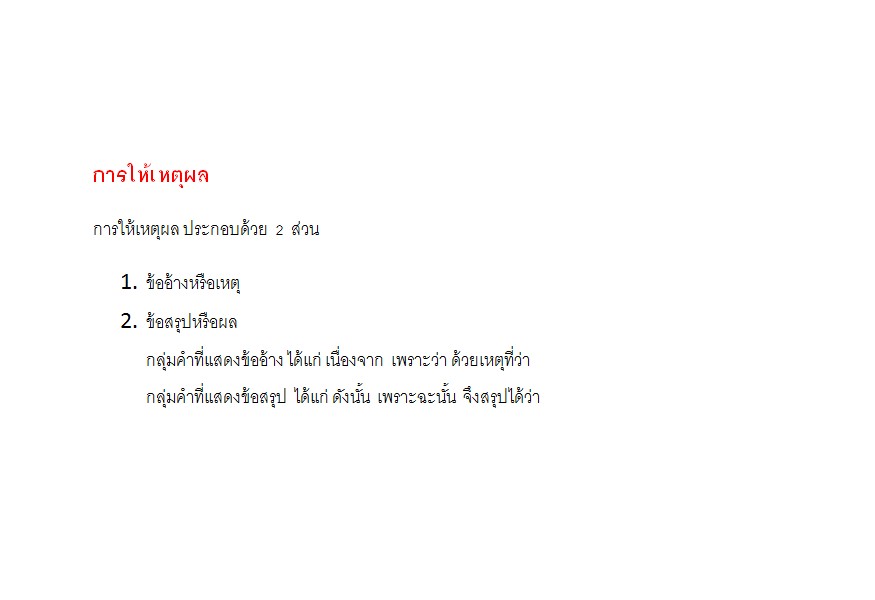 การให้เหตุผล
การให้เหตุผล ประกอบด้วย 2 ส่วน
1. ข้ออ้างหรือเหตุ
2. ข้อสรุปหรือผล
กลุ่มคำที่แสดงข้ออ้าง ได้แก่ เนื่องจาก เพราะว่า ด้วยเหตุที่ว่า
กลุ่มคำที่แสดงข้อสรุป ได้แก่ ดังนั้น เพราะฉะนั้น จึงสรุปได้ว่า